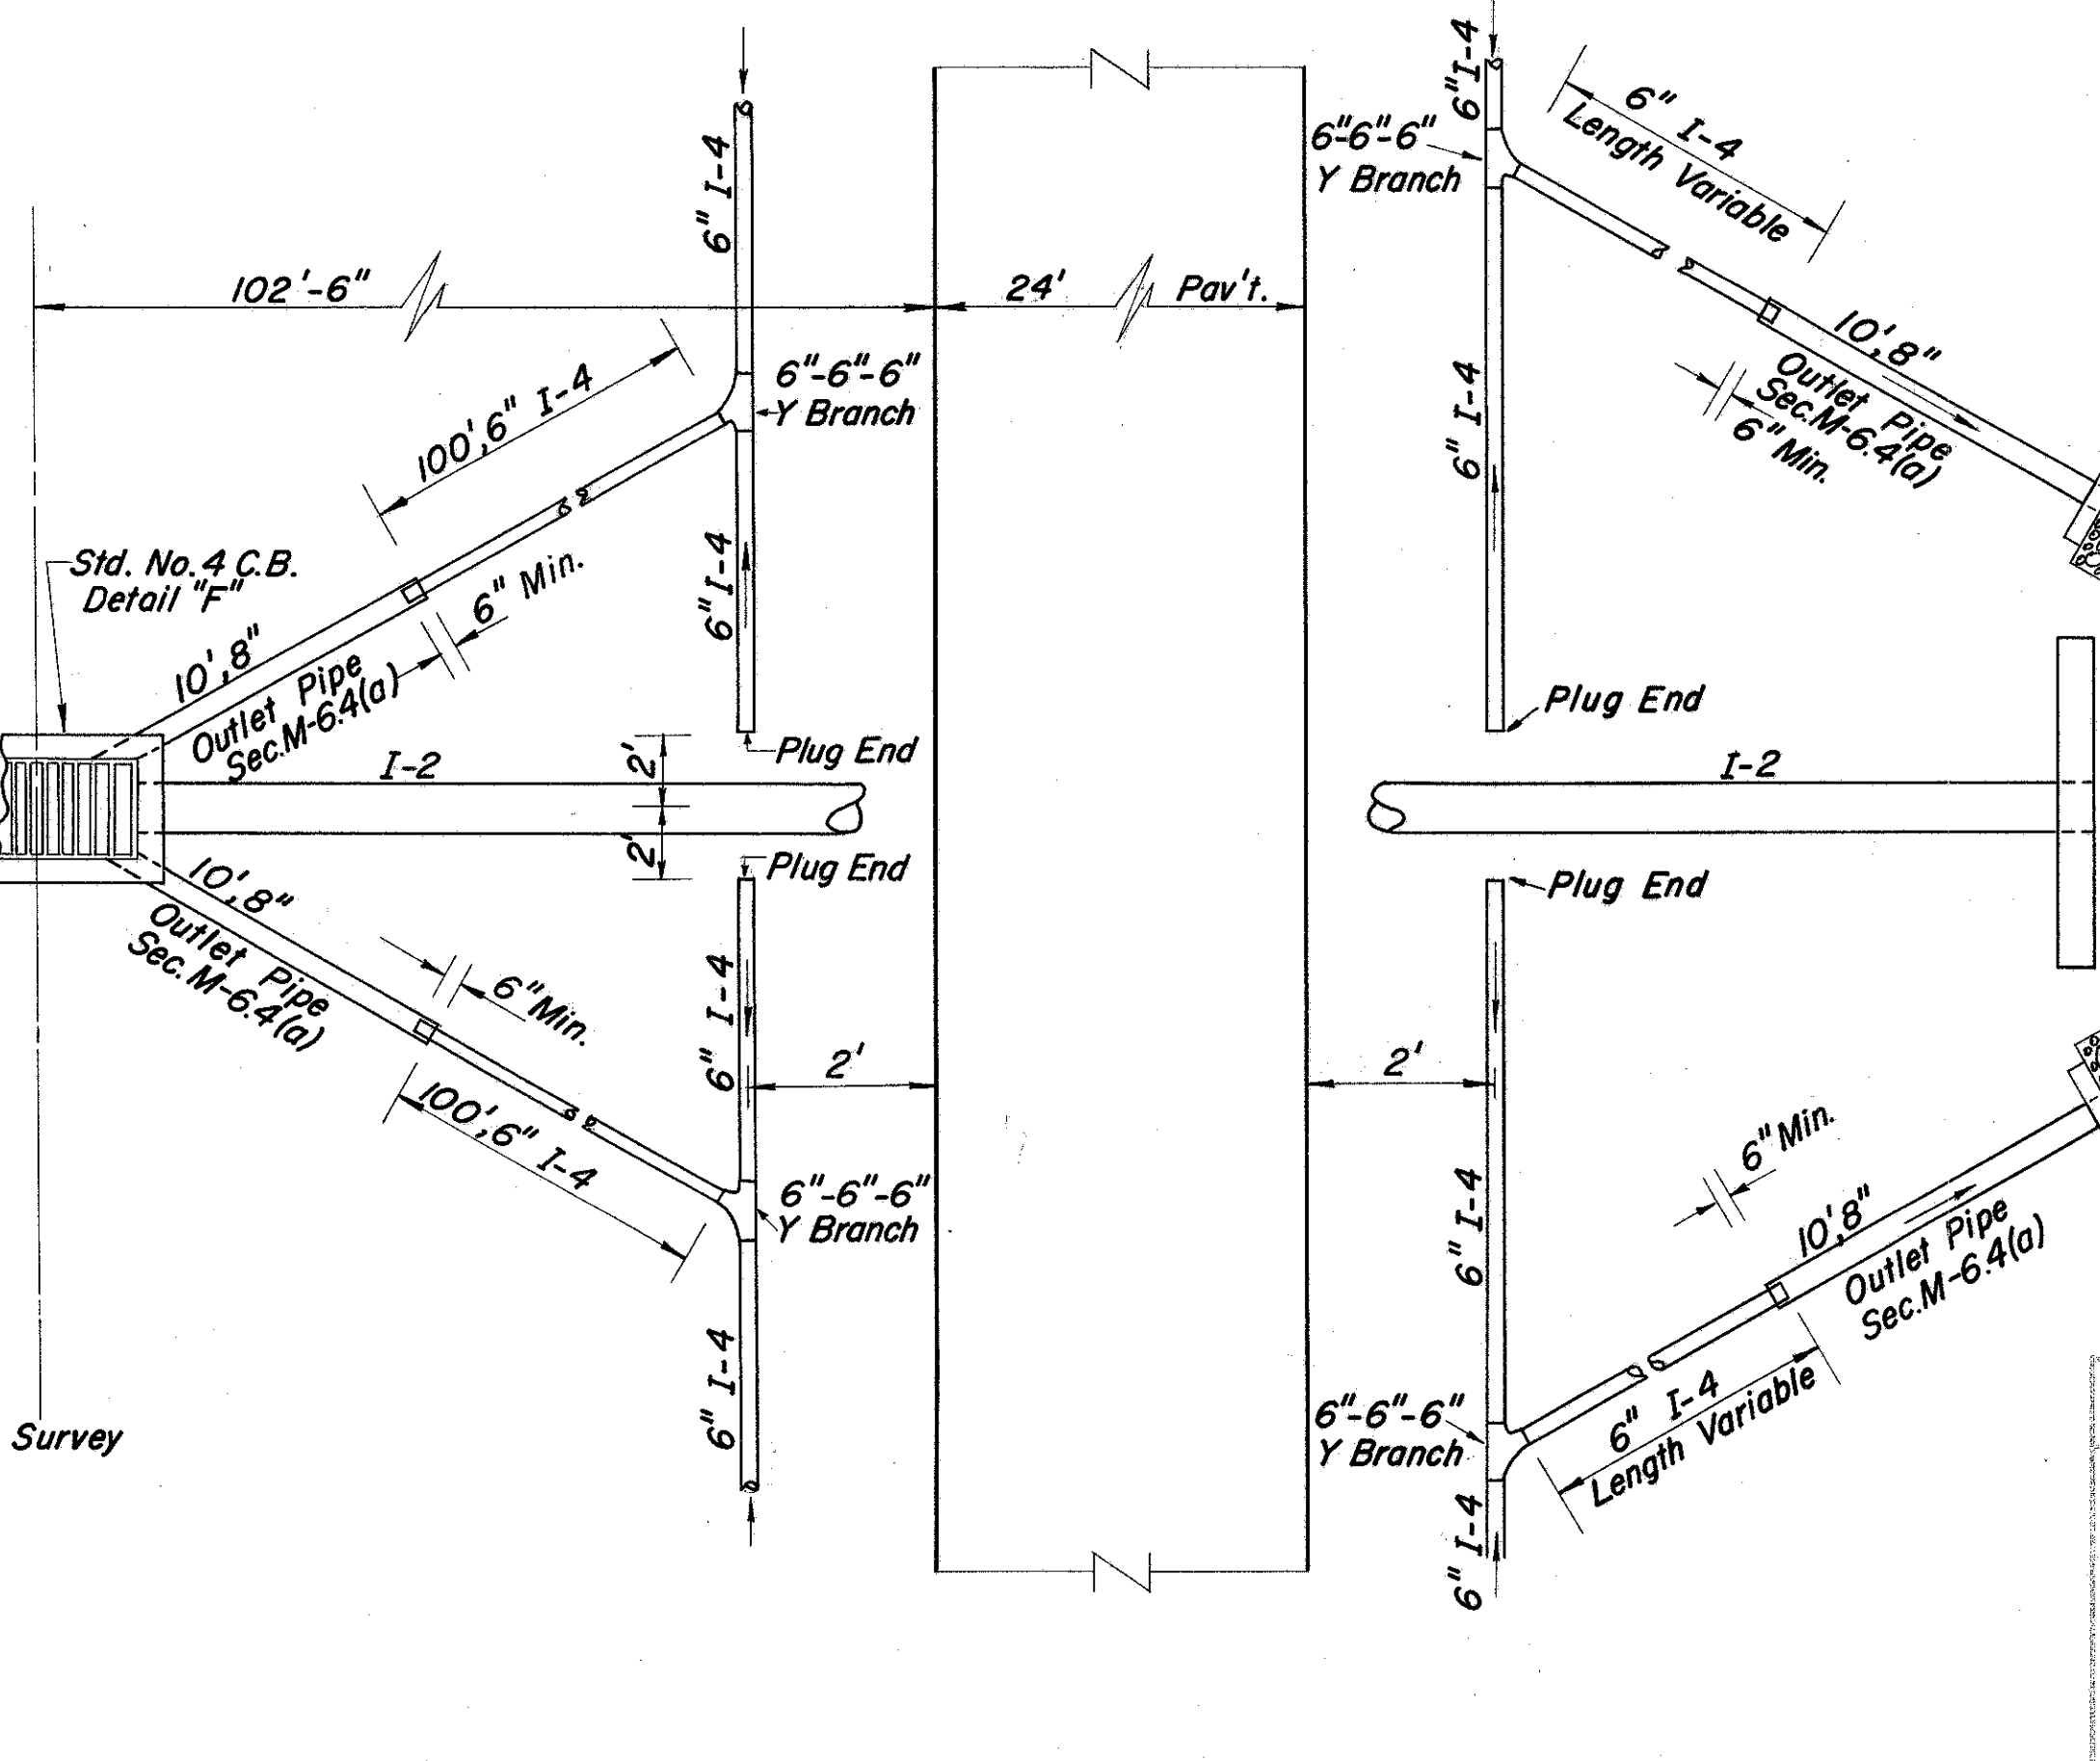 6" I-4
6" I-4
Length Variable
6"-6"-6"
Y Branch
6" I-4
102'-6"
24'
Pav't.
10', 8"
Outlet Pipe
Sec.M-6.4(a)
6" Min.
100', 6" I-4
6"-6"-6"
Y Branch
6" I-4
Std. No. 4 C.B.
Detail "F"
6" I-4
6" Min.
10', 8"
Outlet Pipe
Sec.M-6.4(a)
Plug End
Plug End
I-2
2'
I-2
2'
Plug End
Plug End
10', 8"
Outlet Pipe
Sec.M-6.4(a)
6" Min.
6" I-4
2'
2'
100', 6" I-4
6" Min.
6"-6"-6"
Y Branch
6" I-4
10', 8"
Outlet Pipe
Sec.M-6.4(a)
6" I-4
6"-6"-6"
Y Branch
6" I-4
Length Variable
Survey
6" I-4